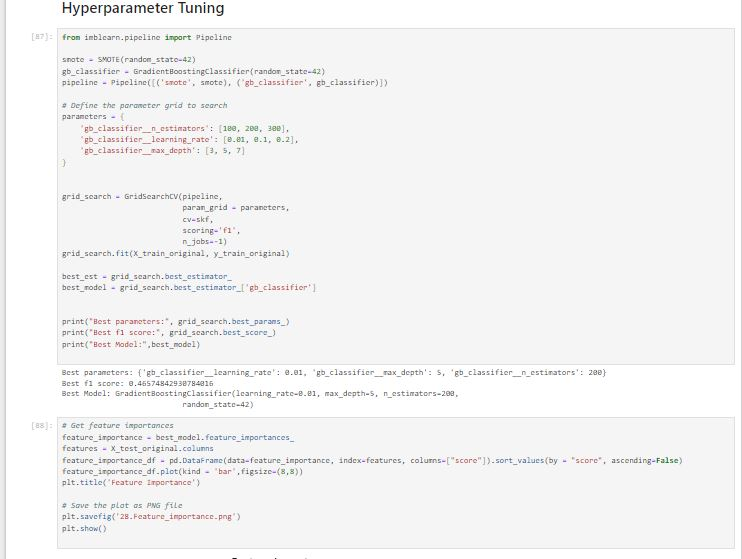 Hyperparameter Tuning
[87]:
from imblearn.pipeline import Pipeline
smote = SMOTE(random_state=42)
gb_classifier = GradientBoostingClassifier(random_state=42)
pipeline = Pipeline([('smote', smote), ('gb_classifier', gb_classifier)])
# Define the parameter grid to search
parameters = {
    'gb_classifier__n_estimators': [100, 200, 300],
    'gb_classifier__learning_rate': [0.01, 0.1, 0.2],
    'gb_classifier__max_depth': [3, 5, 7]
}
grid_search = GridSearchCV(pipeline,
                           param_grid = parameters,
                           cv=skf,
                           scoring='f1',
                           n_jobs=-1)
grid_search.fit(X_train_original, y_train_original)
best_est = grid_search.best_estimator_
best_model = grid_search.best_estimator_['gb_classifier']
print("Best parameters:", grid_search.best_params_)
print("Best f1 score:", grid_search.best_score_)
print("Best Model:",best_model)
Best parameters: {'gb_classifier__learning_rate': 0.01, 'gb_classifier__max_depth': 5, 'gb_classifier__n_estimators': 200}
Best f1 score: 0.46574842930784016
Best Model: GradientBoostingClassifier(learning_rate=0.01, max_depth=5, n_estimators=200,
                           random_state=42)
[88]:
# Get feature importances
feature_importance = best_model.feature_importances_
features = X_test_original.columns
feature_importance_df = pd.DataFrame(data=feature_importance, index=features, columns=["score"]).sort_values(by = "score", ascending=False)
feature_importance_df.plot(kind = 'bar',figsize=(8,8))
plt.title('Feature Importance')
# Save the plot as PNG file
plt.savefig('28.Feature_importance.png')
plt.show()